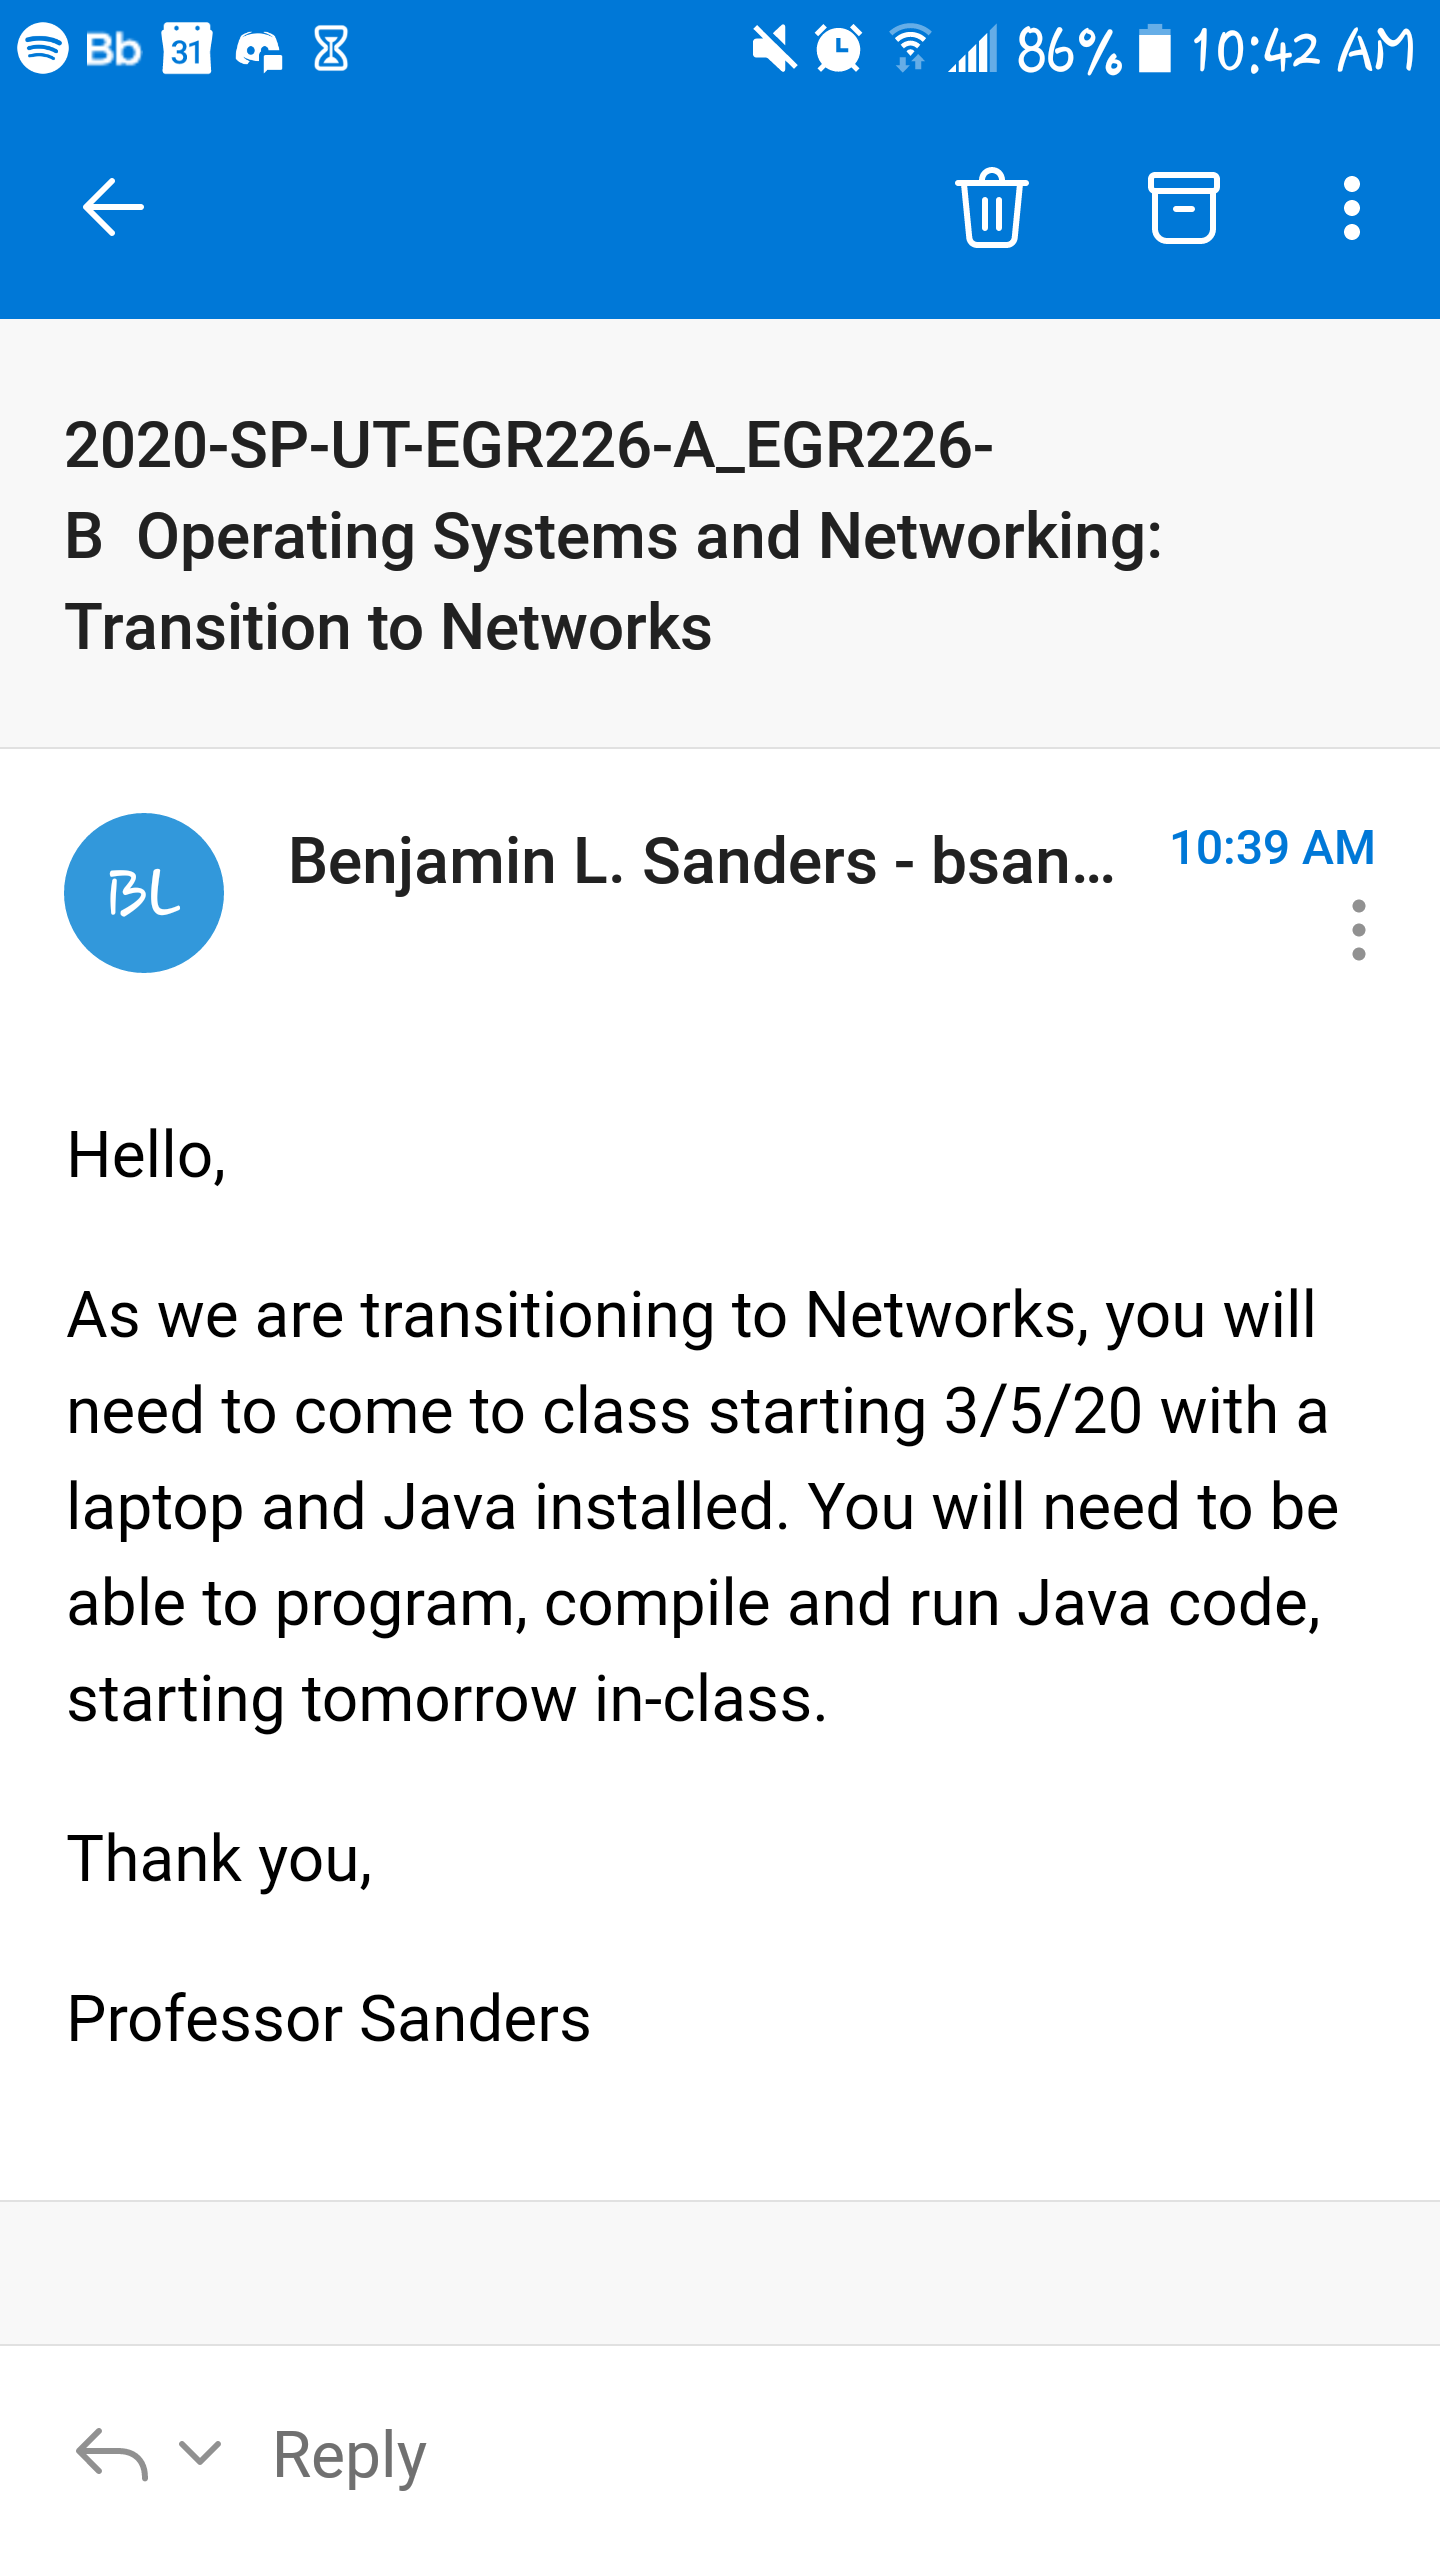 Bb 31 86% 10:42 AM
2020-SP-UT-EGR226-A_EGR226-
B  Operating Systems and Networking:
Transition to Networks
BL Benjamin L. Sanders - bsan... 10:39 AM
Hello,
As we are transitioning to Networks, you will
need to come to class starting 3/5/20 with a
laptop and Java installed. You will need to be
able to program, compile and run Java code,
starting tomorrow in-class.
Thank you,
Professor Sanders
Reply